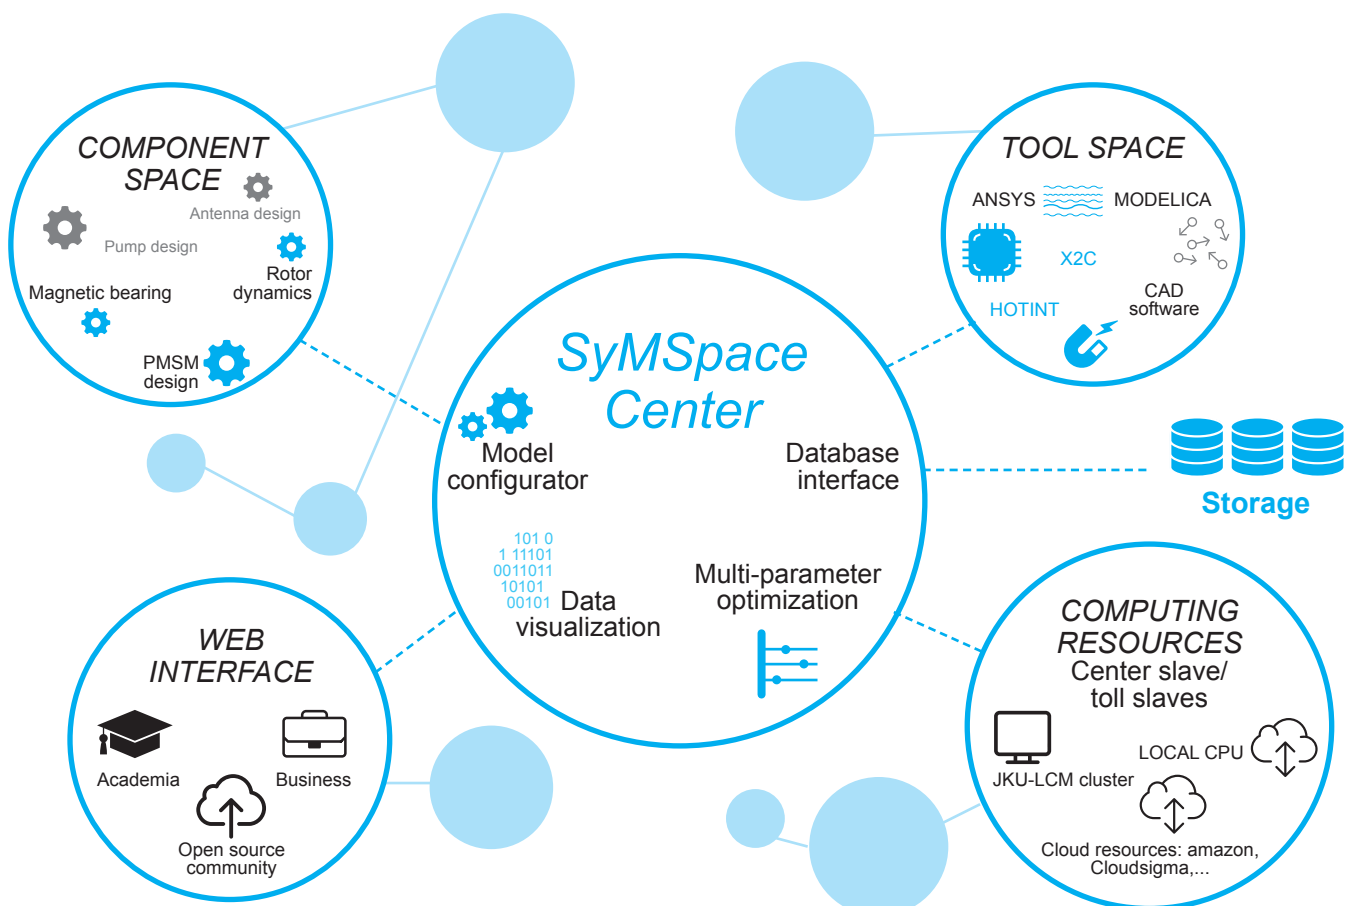 COMPONENT
SPACE
Antenna design
Pump design
Rotor
dynamics
Magnetic bearing
PMSM
design
TOOL SPACE
ANSYS
MODELICA
X2C
HOTINT
CAD
software
SyMSpace
Center
Model
configurator
Database
interface
101 0
1 11101
0011011
10101
00101
Data
visualization
Multi-parameter
optimization
Storage
WEB
INTERFACE
Academia
Business
Open source
community
COMPUTING
RESOURCES
Center slave/
toll slaves
LOCAL CPU
JKU-LCM cluster
Cloud resources: amazon,
Cloudsigma,...